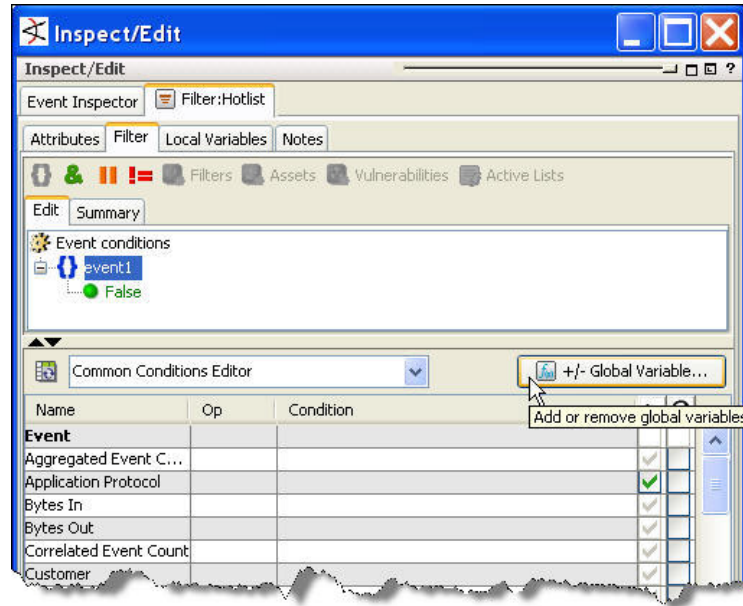 Inspect/Edit
Inspect/Edit ?
Event Inspector Filter:Hotlist
Attributes Filter Local Variables Notes
& != Filters Assets Vulnerabilities Active Lists
Edit Summary
Event conditions
{} event1
False
Common Conditions Editor +/- Global Variable...
Name Op Condition
Add or remove global variables
Event
Aggregated Event C...
Application Protocol
Bytes In
Bytes Out
Correlated Event Count
Customer